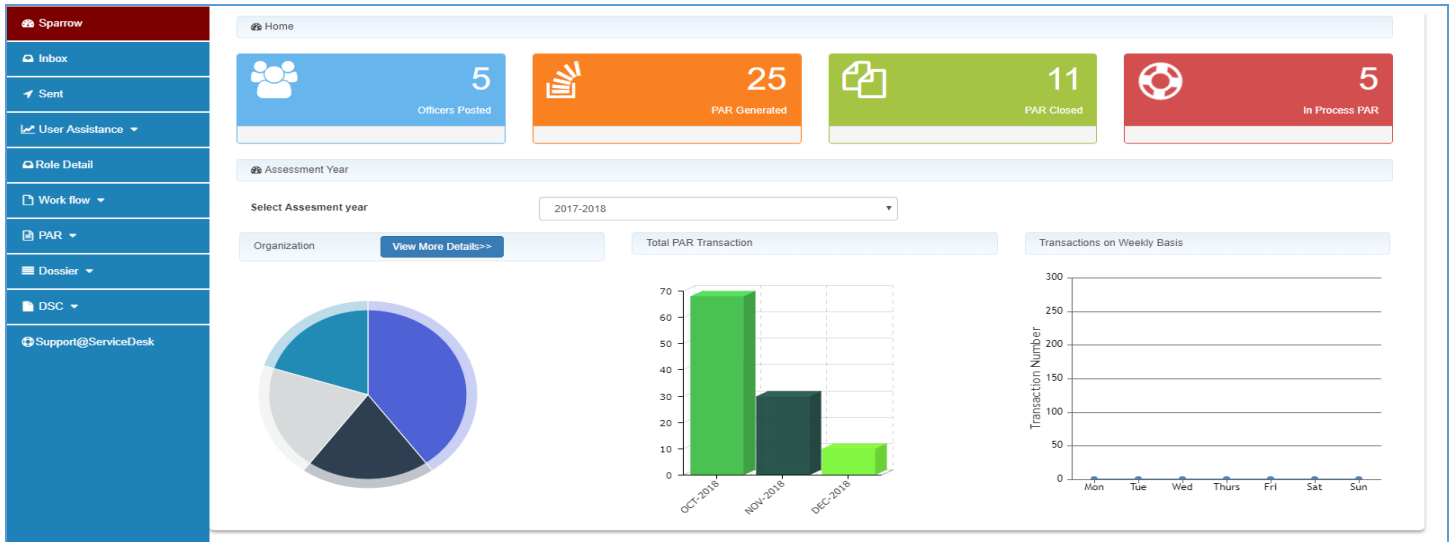 Sparrow
Inbox
Sent
User Assistance
Role Detail
Work flow
PAR
Dossier
DSC
Support@ServiceDesk
Home
5
Officers Posted
25
PAR Generated
11
PAR Closed
5
In Process PAR
Assessment Year
Select Assesment year
2017-2018
Organization
View More Details>>
Total PAR Transaction
70
60
50
40
30
20
10
0
OCT-2018
NOV-2018
DEC-2018
Transactions on Weekly Basis
Transaction Number
300
250
200
150
100
50
0
Mon Tue Wed Thurs Fri Sat Sun